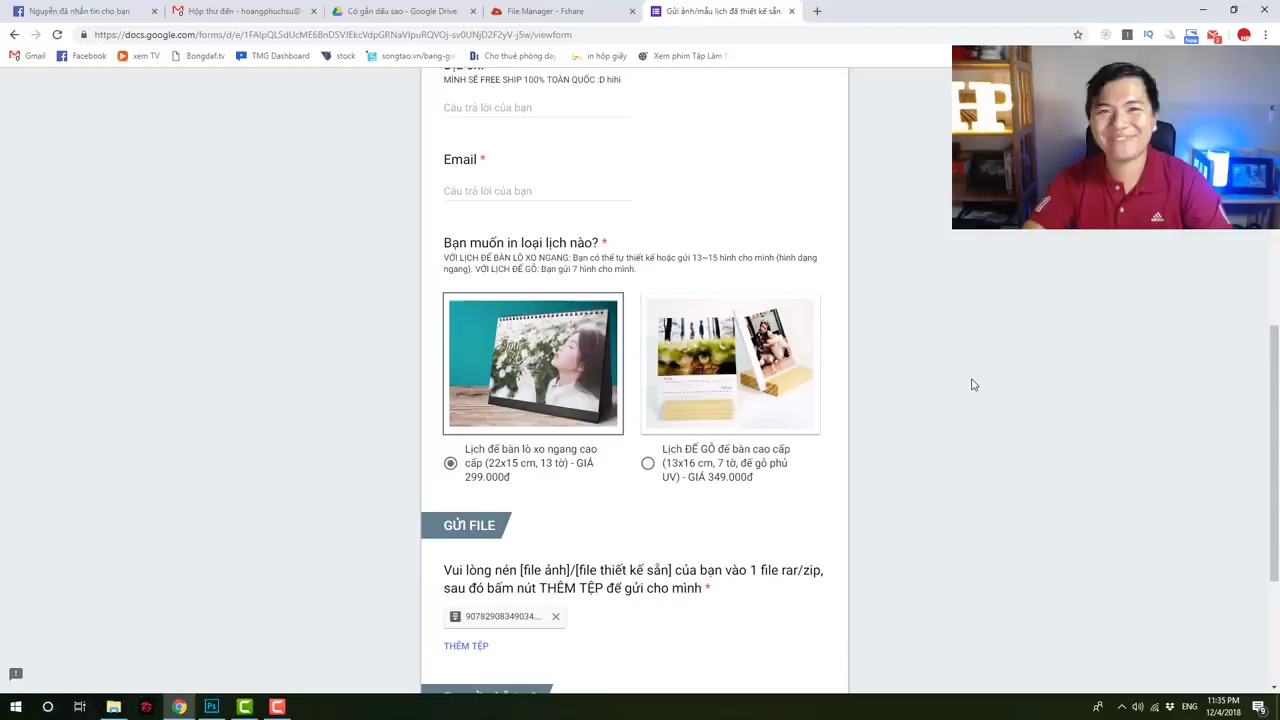 Nguyễn đã nhắn tin cho bạn
Hộp thư đến - hoangphucsu@
Có gắn dấu sao - Google Drive
File Manager - Fshare
Gửi ảnh/mẫu lịch đã thiết kế sẵn
https://docs.google.com/forms/d/e/1FAIpQLSdUcME6BnDSVJEkcVdpGRNaVIpuRQVOj-sv0UNjD2F2yV-j5w/viewform
Gmail
Facebook
xem TV
Bongdaf.tv
TMG Dashboard
stock
songtao.vn/bang-gi
Cho thuê phòng dạy
in hộp giấy
Xem phim Tập Làm
IQ
New
HP
MÌNH SẼ FREE SHIP 100% TOÀN QUỐC :D hihi
Câu trả lời của bạn
Email *
Câu trả lời của bạn
Bạn muốn in loại lịch nào? *
VỚI LỊCH ĐỂ BÀN LÒ XO NGANG: Bạn có thể tự thiết kế hoặc gửi 13~15 hình cho mình (hình dạng
ngang). VỚI LỊCH ĐẾ GỖ: Bạn gửi 7 hình cho mình.
Lịch để bàn lò xo ngang cao
cấp (22x15 cm, 13 tờ) - GIÁ
299.000đ
Lịch ĐẾ GỖ để bàn cao cấp
(13x16 cm, 7 tờ, đế gỗ phủ
UV) - GIÁ 349.000đ
GỬI FILE
Vui lòng nén [file ảnh]/[file thiết kế sẵn] của bạn vào 1 file rar/zip,
sau đó bấm nút THÊM TỆP để gửi cho mình *
90782908349034...
THÊM TỆP
Ps
ENG
11:35 PM
12/4/2018